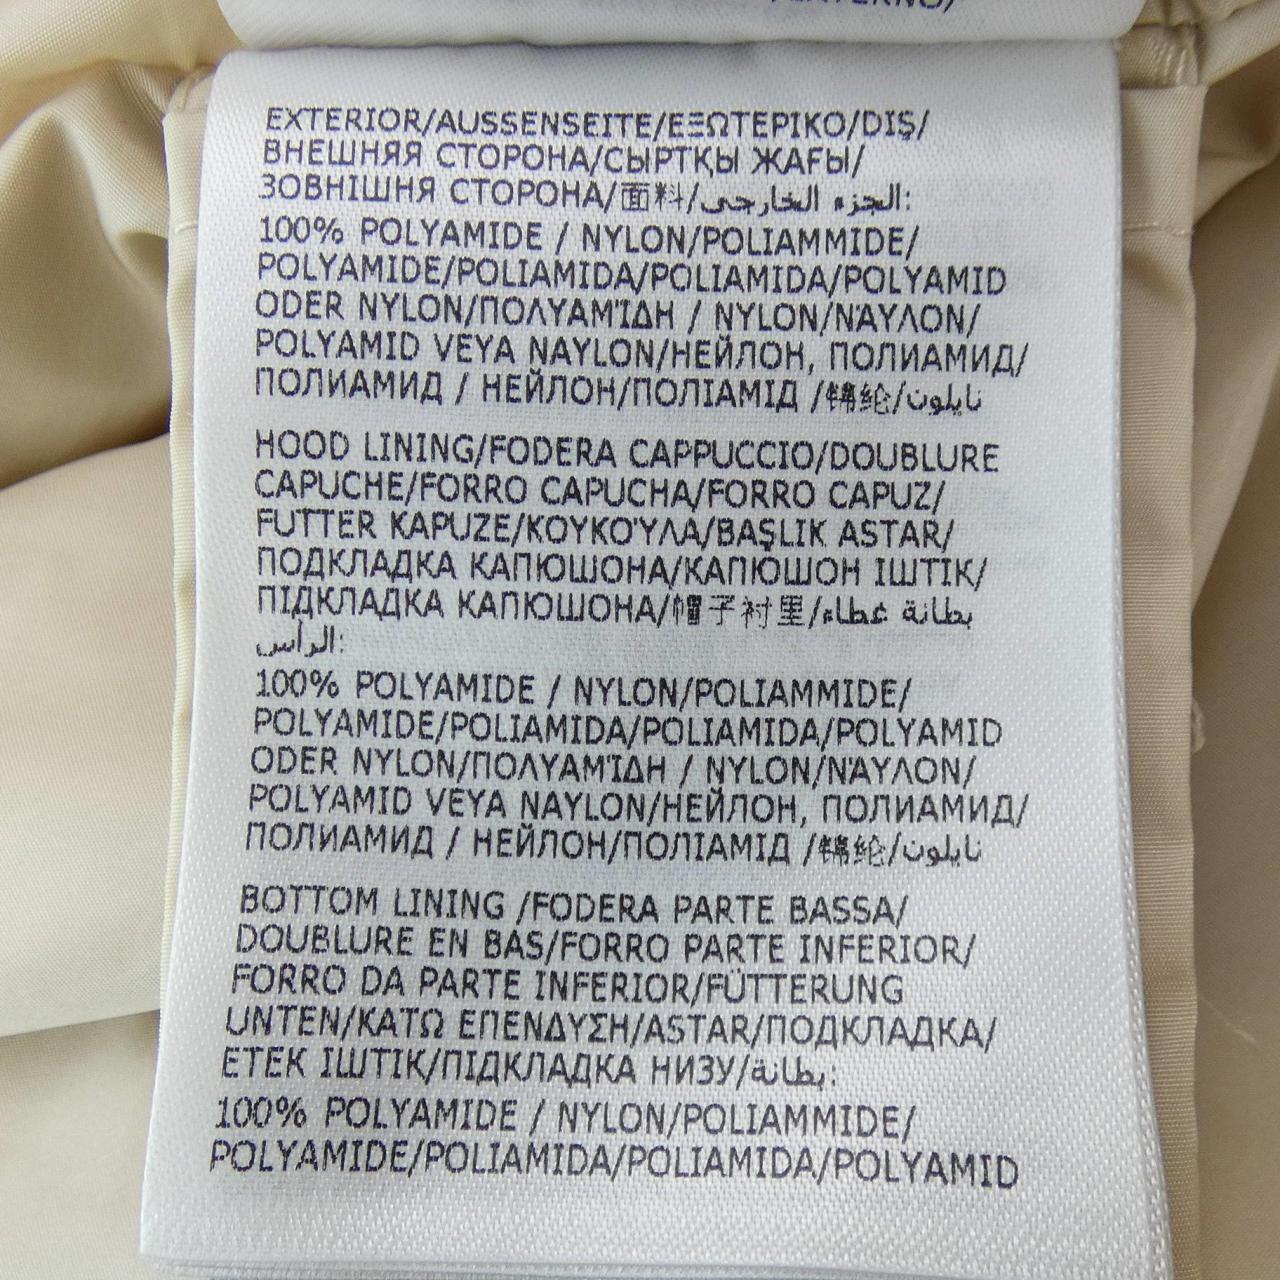 EXTERIOR/AUSSENSEITE/ΕΞΩΤΕΡΙΚΟ/DIŞ/
ВНЕШНЯЯ СТОРОНА/СЫРТҚЫ ЖАҒЫ/
ЗОВНІШНЯ СТОРОНА/面料/الجزء الخارجي:
100% POLYAMIDE / NYLON/POLIAMMIDE/
POLYAMIDE/POLIAMIDA/POLIAMIDA/POLYAMID
ODER NYLON/ΠΟΛΥΑΜΊΔΗ / NYLON/ΝΆΥΛΟΝ/
POLYAMID VEYA NAYLON/НЕЙЛОН, ПОЛИАМИД/
ПОЛИАМИД / НЕЙЛОН/ПОЛІАМІД /锦纶/نايلون
HOOD LINING/FODERA CAPPUCCIO/DOUBLURE
CAPUCHE/FORRO CAPUCHA/FORRO CAPUZ/
FUTTER KAPUZE/ΚΟΥΚΟΎΛΑ/BAŞLIK ASTAR/
ПОДКЛАДКА КАПЮШОНА/КАПЮШОН ІШТІК/
ПІДКЛАДКА КАПЮШОНА/帽子衬里/بطانة غطاء
الرأس:
100% POLYAMIDE / NYLON/POLIAMMIDE/
POLYAMIDE/POLIAMIDA/POLIAMIDA/POLYAMID
ODER NYLON/ΠΟΛΥΑΜΊΔΗ / NYLON/ΝΆΥΛΟΝ/
POLYAMID VEYA NAYLON/НЕЙЛОН, ПОЛИАМИД/
ПОЛИАМИД / НЕЙЛОН/ПОЛІАМІД /锦纶/نايلون
BOTTOM LINING /FODERA PARTE BASSA/
DOUBLURE EN BAS/FORRO PARTE INFERIOR/
FORRO DA PARTE INFERIOR/FÜTTERUNG
UNTEN/ΚΑΤΩ ΕΠΕΝΔΥΣΗ/ASTAR/ПОДКЛАДКА/
ЕТЕК ІШТІК/ПІДКЛАДКА НИЗУ/بطانة:
100% POLYAMIDE / NYLON/POLIAMMIDE/
POLYAMIDE/POLIAMIDA/POLIAMIDA/POLYAMID